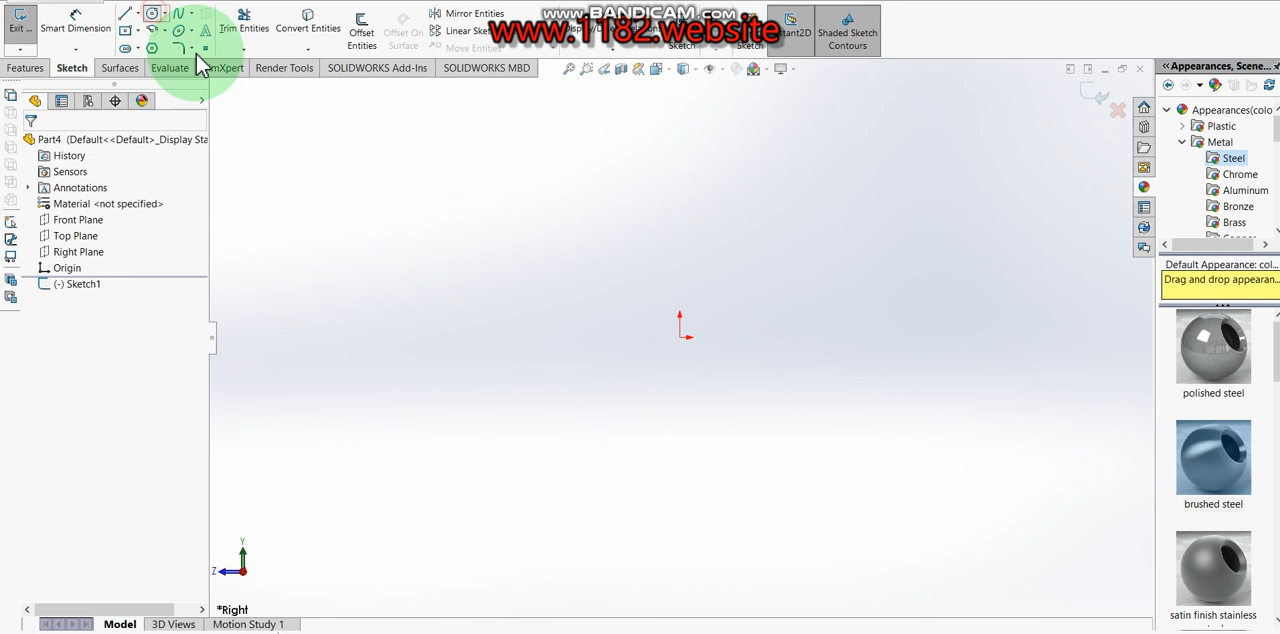 Exit ...
Smart Dimension
Trim Entities
Convert Entities
Offset Entities
Offset On Surface
Mirror Entities
Linear Sket
Move Entities
www.BANDICAM.com
www.1182.website
Instant2D
Shaded Sketch Contours
Features
Sketch
Surfaces
Evaluate
mXpert
Render Tools
SOLIDWORKS Add-Ins
SOLIDWORKS MBD
Part4 (Default<<Default>_Display Sta
History
Sensors
Annotations
Material <not specified>
Front Plane
Top Plane
Right Plane
Origin
(-) Sketch1
Y
Z
*Right
Model
3D Views
Motion Study 1
Appearances, Scene...
Appearances(colo
Plastic
Metal
Steel
Chrome
Aluminum
Bronze
Brass
Default Appearance: col...
Drag and drop appearan...
polished steel
brushed steel
satin finish stainless